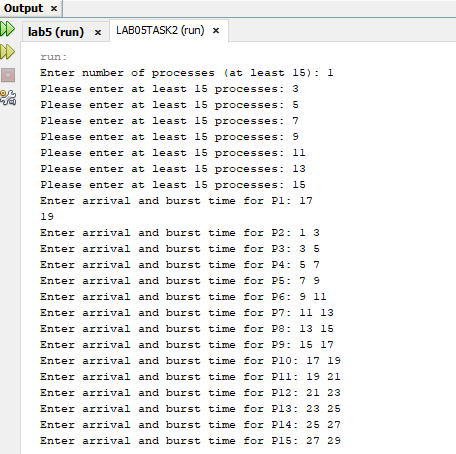 Output ×
lab5 (run) × LAB05TASK2 (run) ×
run:
Enter number of processes (at least 15): 1
Please enter at least 15 processes: 3
Please enter at least 15 processes: 5
Please enter at least 15 processes: 7
Please enter at least 15 processes: 9
Please enter at least 15 processes: 11
Please enter at least 15 processes: 13
Please enter at least 15 processes: 15
Enter arrival and burst time for P1: 17
19
Enter arrival and burst time for P2: 1 3
Enter arrival and burst time for P3: 3 5
Enter arrival and burst time for P4: 5 7
Enter arrival and burst time for P5: 7 9
Enter arrival and burst time for P6: 9 11
Enter arrival and burst time for P7: 11 13
Enter arrival and burst time for P8: 13 15
Enter arrival and burst time for P9: 15 17
Enter arrival and burst time for P10: 17 19
Enter arrival and burst time for P11: 19 21
Enter arrival and burst time for P12: 21 23
Enter arrival and burst time for P13: 23 25
Enter arrival and burst time for P14: 25 27
Enter arrival and burst time for P15: 27 29